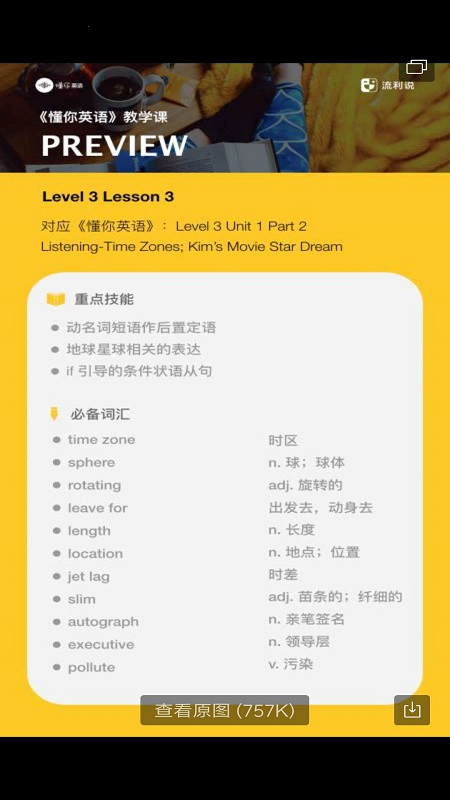 懂你英语
流利说
《懂你英语》教学课
PREVIEW
Level 3 Lesson 3
对应《懂你英语》：Level 3 Unit 1 Part 2
Listening-Time Zones; Kim's Movie Star Dream
重点技能
动名词短语作后置定语
地球星球相关的表达
if 引导的条件状语从句
必备词汇
time zone 时区
sphere n. 球；球体
rotating adj. 旋转的
leave for 出发去，动身去
length n. 长度
location n. 地点；位置
jet lag 时差
slim adj. 苗条的；纤细的
autograph n. 亲笔签名
executive n. 领导层
pollute v. 污染
查看原图 (757K)